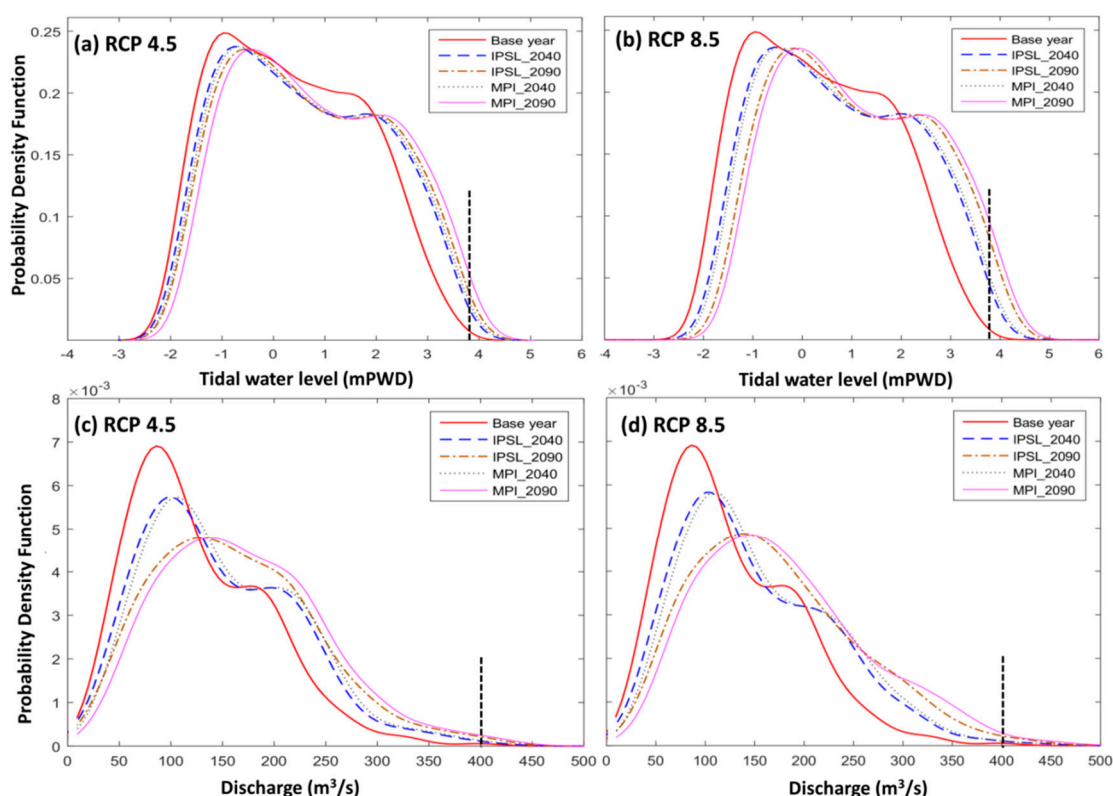 (a) RCP 4.5
Base year
IPSL_2040
IPSL_2090
MPI_2040
MPI_2090
0.25
0.2
0.15
0.1
0.05
Probability Density Function
-4 -3 -2 -1 0 1 2 3 4 5 6
Tidal water level (mPWD)
(b) RCP 8.5
Base year
IPSL_2040
IPSL_2090
MPI_2040
MPI_2090
-4 -3 -2 -1 0 1 2 3 4 5 6
Tidal water level (mPWD)
× 10⁻³
(c) RCP 4.5
Base year
IPSL_2040
IPSL_2090
MPI_2040
MPI_2090
8
7
6
5
4
3
2
1
0
Probability Density Function
0 50 100 150 200 250 300 350 400 450 500
Discharge (m³/s)
× 10⁻³
(d) RCP 8.5
Base year
IPSL_2040
IPSL_2090
MPI_2040
MPI_2090
0 50 100 150 200 250 300 350 400 450 500
Discharge (m³/s)